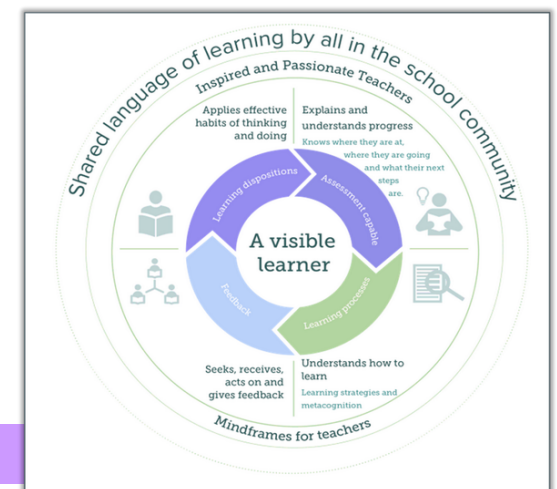 Shared language of learning by all in the school community
Inspired and Passionate Teachers
Applies effective
habits of thinking
and doing
Explains and
understands progress
Knows where they are at,
where they are going
and what their next
steps
are.
Learning dispositions
Assessment capable
A visible
learner
Feedback
Learning processes
Seeks, receives,
acts on and
gives feedback
Understands how to
learn
Learning strategies and
metacognition
Mindframes for teachers